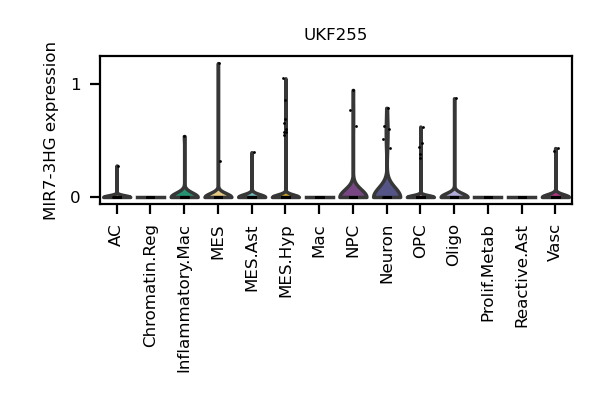 UKF255
MIR7-3HG expression
1
0
AC
Chromatin.Reg
Inflammatory.Mac
MES
MES.Ast
MES.Hyp
Mac
NPC
Neuron
OPC
Oligo
Prolif.Metab
Reactive.Ast
Vasc